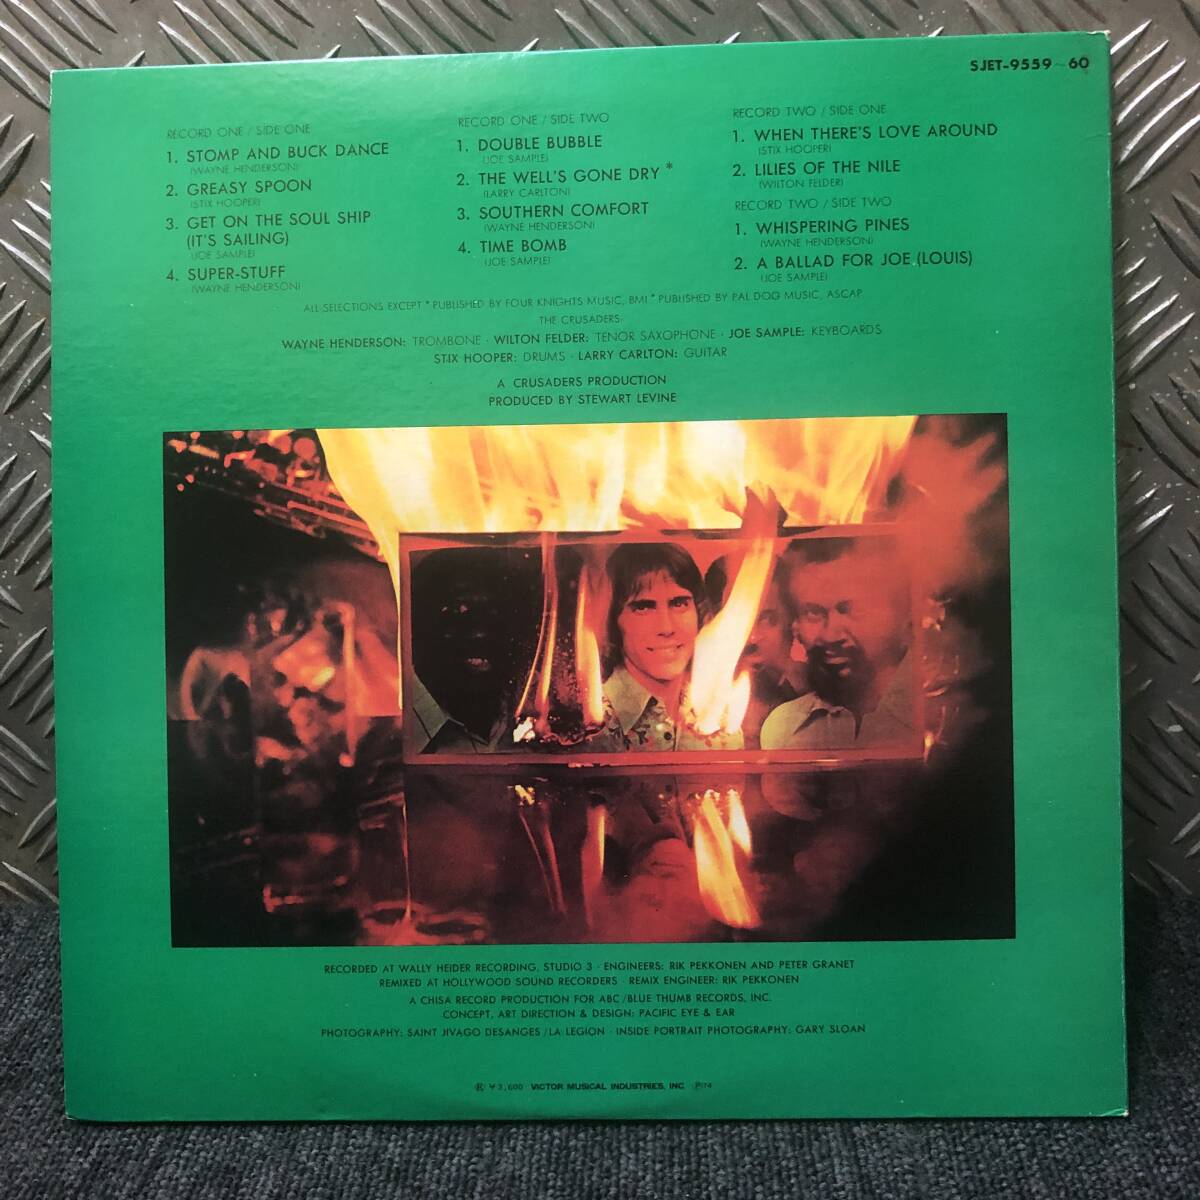 SJET-9559~60
RECORD ONE / SIDE ONE
1. STOMP AND BUCK DANCE
(WAYNE HENDERSON)
2. GREASY SPOON
(STIX HOOPER)
3. GET ON THE SOUL SHIP
(IT'S SAILING)
(JOE SAMPLE)
4. SUPER-STUFF
(WAYNE HENDERSON)
RECORD ONE / SIDE TWO
1. DOUBLE BUBBLE
(JOE SAMPLE)
2. THE WELL'S GONE DRY *
(LARRY CARLTON)
3. SOUTHERN COMFORT
(WAYNE HENDERSON)
4. TIME BOMB
(JOE SAMPLE)
RECORD TWO / SIDE ONE
1. WHEN THERE'S LOVE AROUND
(STIX HOOPER)
2. LILIES OF THE NILE
(WILTON FELDER)
RECORD TWO / SIDE TWO
1. WHISPERING PINES
(WAYNE HENDERSON)
2. A BALLAD FOR JOE (LOUIS)
(JOE SAMPLE)
ALL SELECTIONS EXCEPT * PUBLISHED BY FOUR KNIGHTS MUSIC, BMI * PUBLISHED BY PAL DOG MUSIC, ASCAP
THE CRUSADERS:
WAYNE HENDERSON: TROMBONE · WILTON FELDER: TENOR SAXOPHONE · JOE SAMPLE: KEYBOARDS
STIX HOOPER: DRUMS · LARRY CARLTON: GUITAR
A CRUSADERS PRODUCTION
PRODUCED BY STEWART LEVINE
RECORDED AT WALLY HEIDER RECORDING, STUDIO 3 · ENGINEERS: RIK PEKKONEN AND PETER GRANET
REMIXED AT HOLLYWOOD SOUND RECORDERS · REMIX ENGINEER: RIK PEKKONEN
A CHISA RECORD PRODUCTION FOR ABC/BLUE THUMB RECORDS, INC.
CONCEPT, ART DIRECTION & DESIGN: PACIFIC EYE & EAR
PHOTOGRAPHY: SAINT JIVAGO DESANGES/LA LEGION · INSIDE PORTRAIT PHOTOGRAPHY: GARY SLOAN
Ⓡ ¥3,600 VICTOR MUSICAL INDUSTRIES, INC. Ⓟ'74